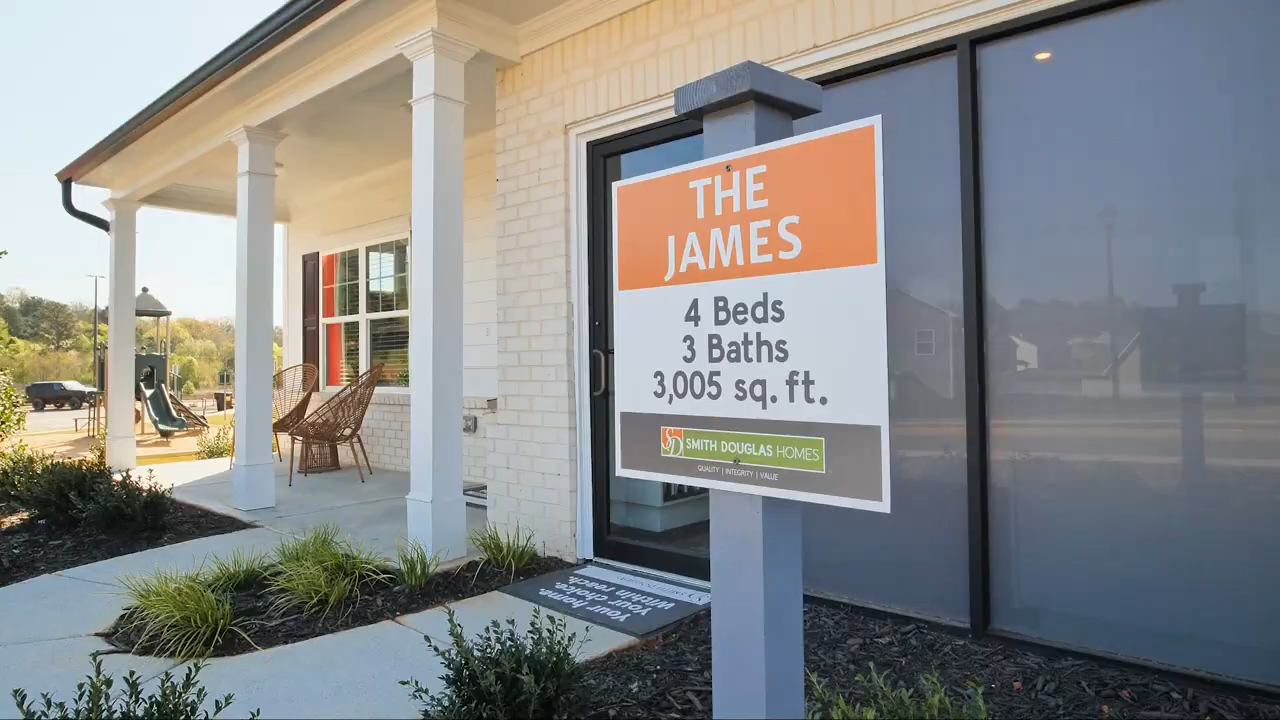 THE
JAMES
4 Beds
3 Baths
3,005 sq. ft.
SD SMITH DOUGLAS HOMES
QUALITY | INTEGRITY | VALUE
Your home.
Your choice.
Within reach.